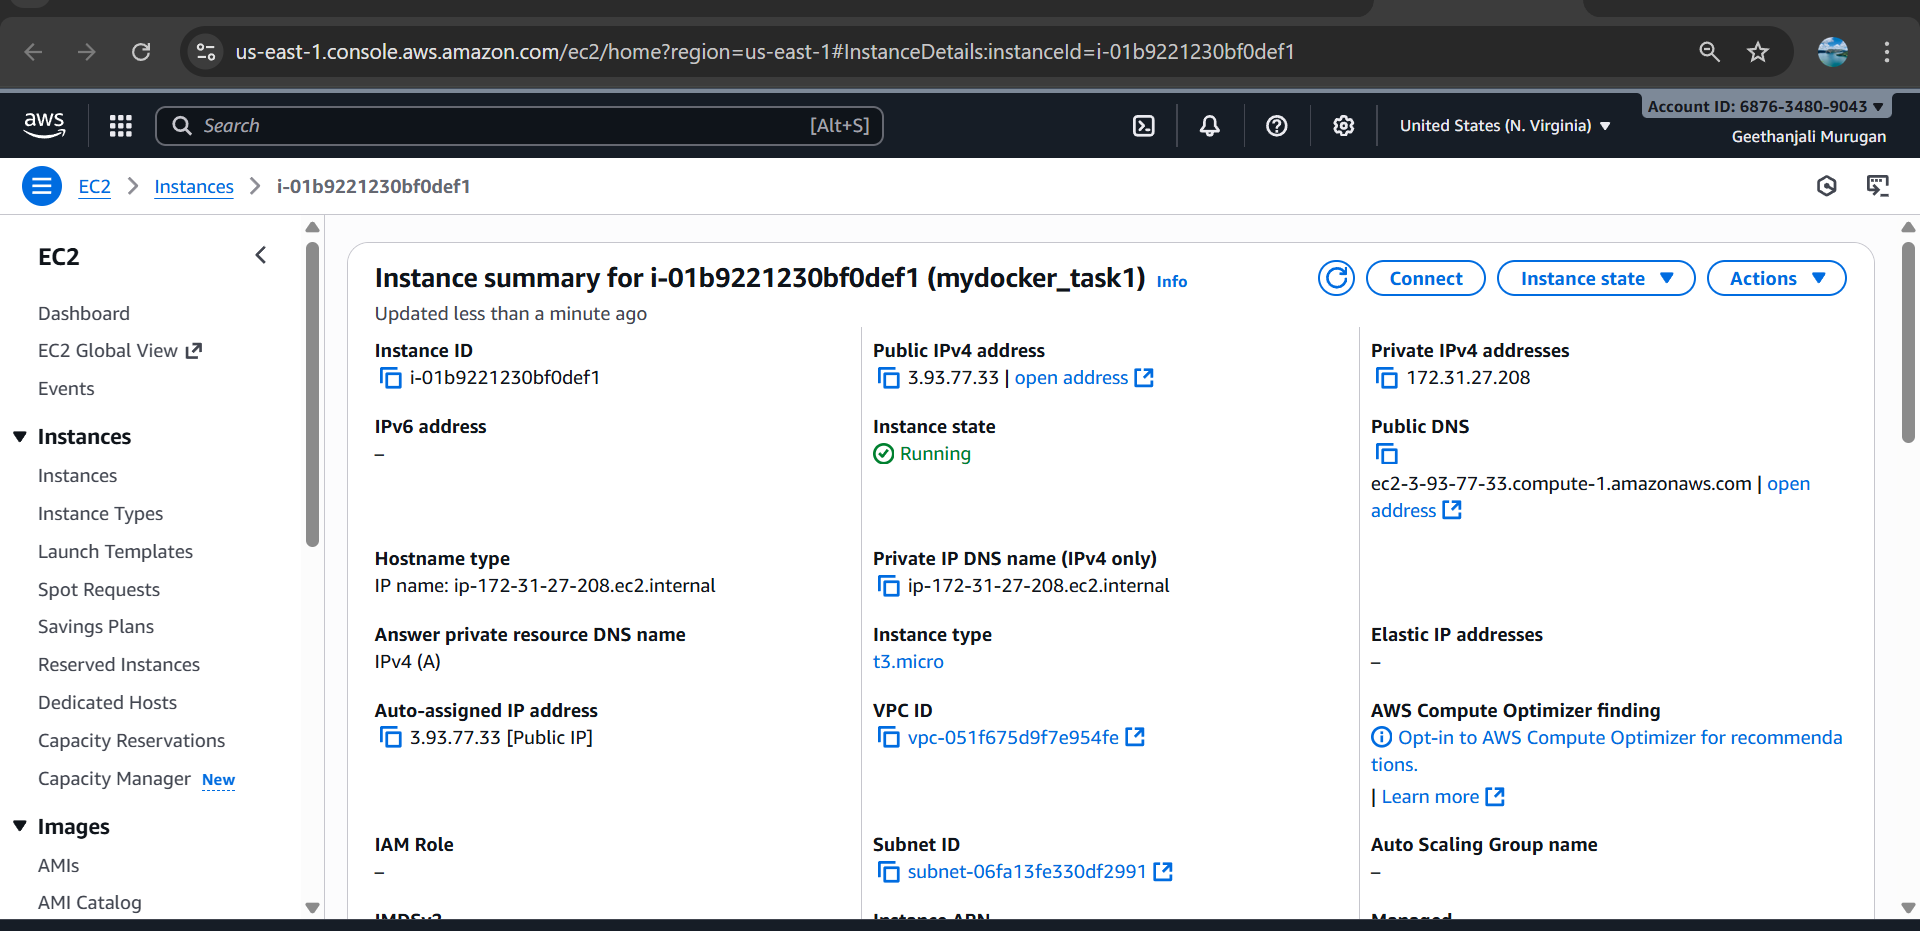 us-east-1.console.aws.amazon.com/ec2/home?region=us-east-1#InstanceDetails:instanceId=i-01b9221230bf0def1
aws
Search
[Alt+S]
United States (N. Virginia)
Account ID: 6876-3480-9043
Geethanjali Murugan
EC2
Instances
i-01b9221230bf0def1
EC2
Dashboard
EC2 Global View
Events
Instances
Instances
Instance Types
Launch Templates
Spot Requests
Savings Plans
Reserved Instances
Dedicated Hosts
Capacity Reservations
Capacity Manager New
Images
AMIs
AMI Catalog
Instance summary for i-01b9221230bf0def1 (mydocker_task1) Info
Connect
Instance state
Actions
Updated less than a minute ago
Instance ID
i-01b9221230bf0def1
Public IPv4 address
3.93.77.33 | open address
Private IPv4 addresses
172.31.27.208
IPv6 address
–
Instance state
Running
Public DNS
ec2-3-93-77-33.compute-1.amazonaws.com | open
address
Hostname type
IP name: ip-172-31-27-208.ec2.internal
Private IP DNS name (IPv4 only)
ip-172-31-27-208.ec2.internal
Answer private resource DNS name
IPv4 (A)
Instance type
t3.micro
Elastic IP addresses
–
Auto-assigned IP address
3.93.77.33 [Public IP]
VPC ID
vpc-051f675d9f7e954fe
AWS Compute Optimizer finding
Opt-in to AWS Compute Optimizer for recommenda
tions.
| Learn more
IAM Role
–
Subnet ID
subnet-06fa13fe330df2991
Auto Scaling Group name
–
IMDSv2
Instance ARN
Managed